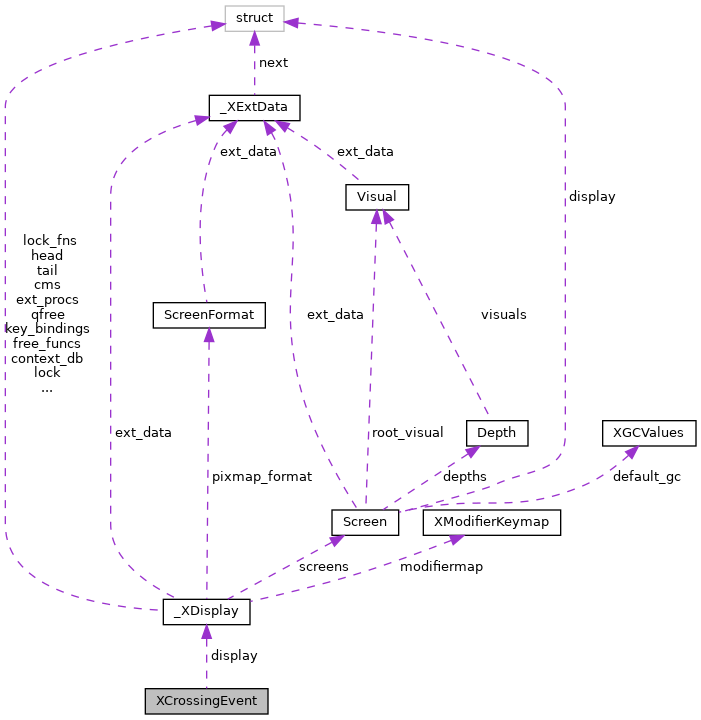 struct
next
_XExtData
ext_data
ext_data
Visual
display
lock_fns
head
tail
cms
ext_procs
qfree
key_bindings
free_funcs
context_db
lock
...
ScreenFormat
ext_data
visuals
ext_data
root_visual
Depth
XGCValues
pixmap_format
depths
default_gc
Screen
XModifierKeymap
screens
modifiermap
_XDisplay
display
XCrossingEvent